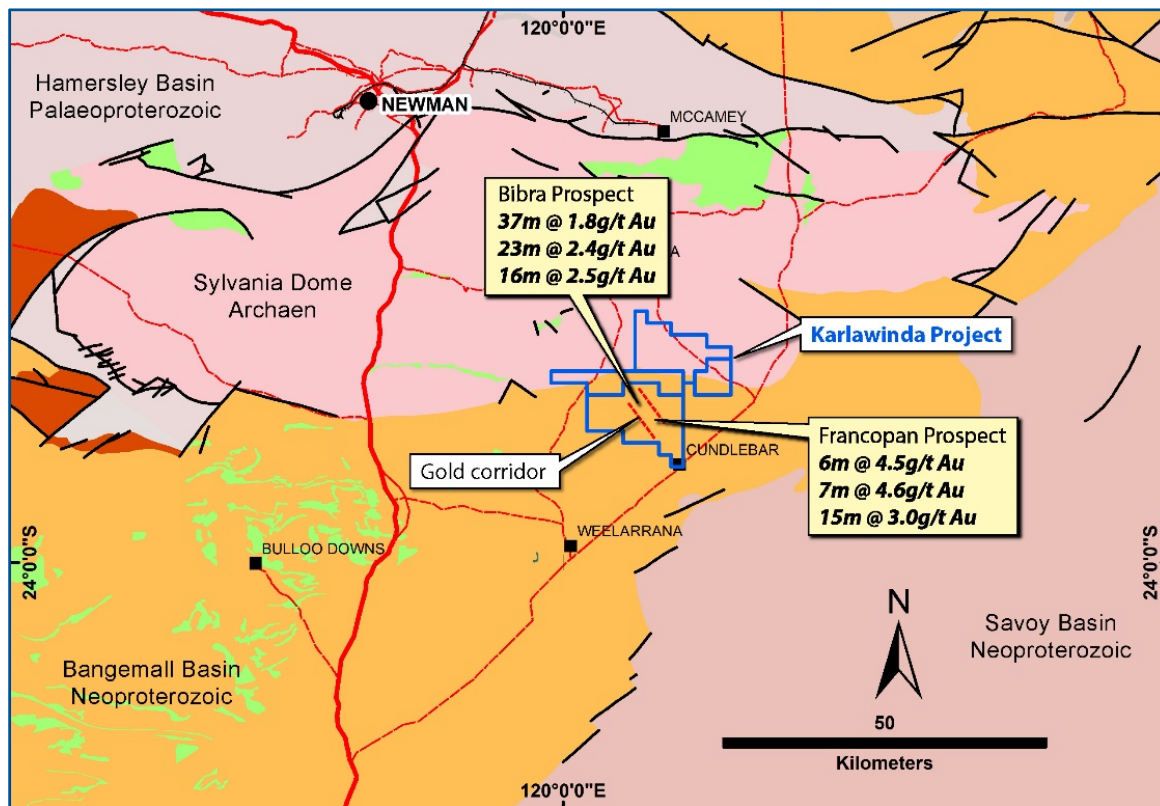 120°0'0"E
Hamersley Basin
Palaeoproterozoic
NEWMAN
MCCAMEY
Bibra Prospect
37m @ 1.8g/t Au
23m @ 2.4g/t Au
16m @ 2.5g/t Au
A
Sylvania Dome
Archaen
Karlawinda Project
Francopan Prospect
6m @ 4.5g/t Au
7m @ 4.6g/t Au
15m @ 3.0g/t Au
Gold corridor
CUNDLEBAR
WEELARRANA
BULLOO DOWNS
24°0'0"S
24°0'0"S
N
Savoy Basin
Neoproterozoic
Bangemall Basin
Neoproterozoic
50
Kilometers
120°0'0"E